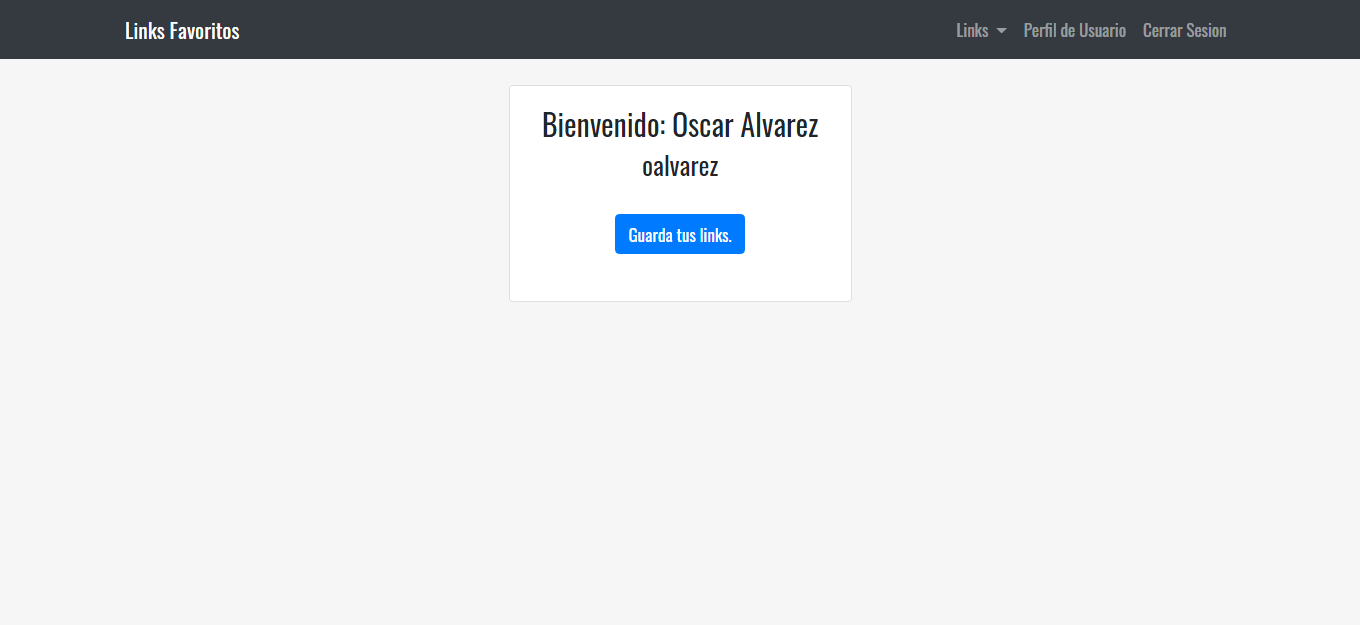 Links Favoritos
Links
Perfil de Usuario
Cerrar Sesion
Bienvenido: Oscar Alvarez
oalvarez
Guarda tus links.